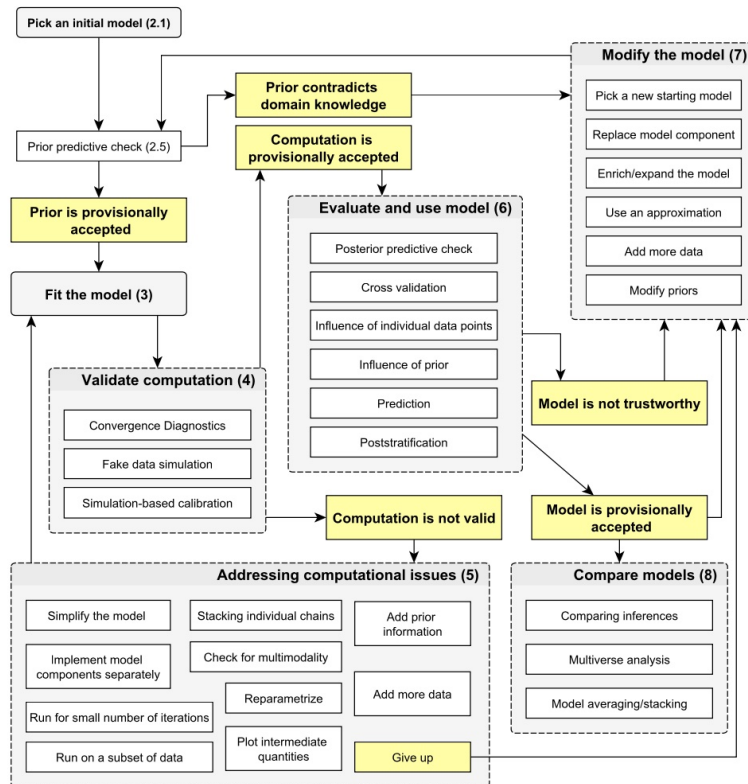 Pick an initial model (2.1)
Modify the model (7)
Prior contradicts
domain knowledge
Pick a new starting model
Prior predictive check (2.5)
Computation is
provisionally accepted
Replace model component
Enrich/expand the model
Prior is provisionally
accepted
Evaluate and use model (6)
Use an approximation
Posterior predictive check
Add more data
Fit the model (3)
Cross validation
Modify priors
Influence of individual data points
Validate computation (4)
Influence of prior
Convergence Diagnostics
Prediction
Model is not trustworthy
Fake data simulation
Poststratification
Simulation-based calibration
Computation is not valid
Model is provisionally
accepted
Addressing computational issues (5)
Compare models (8)
Simplify the model
Stacking individual chains
Add prior
information
Comparing inferences
Implement model
components separately
Check for multimodality
Multiverse analysis
Reparametrize
Add more data
Run for small number of iterations
Model averaging/stacking
Plot intermediate
quantities
Run on a subset of data
Give up